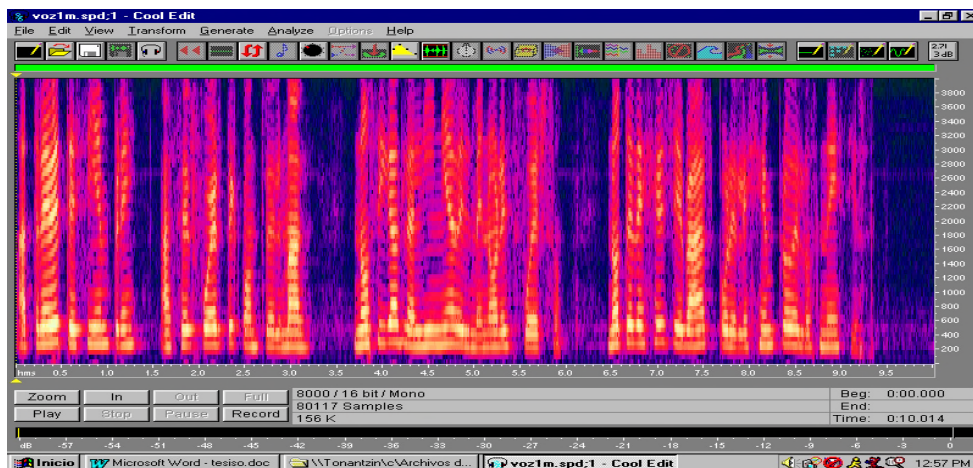 voz1m.spd;1 - Cool Edit
File Edit View Transform Generate Analyze Options Help
2.7l
3 dB
3800
3600
3400
3200
3000
2800
2600
2400
2200
2000
1800
1600
1400
1200
1000
800
600
400
200
hms 0.5 1.0 1.5 2.0 2.5 3.0 3.5 4.0 4.5 5.0 5.5 6.0 6.5 7.0 7.5 8.0 8.5 9.0 9.5
Zoom In Out Full 8000 / 16 bit / Mono Beg: 0:00.000
80117 Samples End:
Play Stop Pause Record 156 K Time: 0:10.014
dB -57 -54 -51 -48 -45 -42 -39 -36 -33 -30 -27 -24 -21 -18 -15 -12 -9 -6 -3 0
Inicio Microsoft Word - tesiso.doc \\Tonantzin\c\Archivos d... voz1m.spd;1 - Cool Edit 12:57 PM